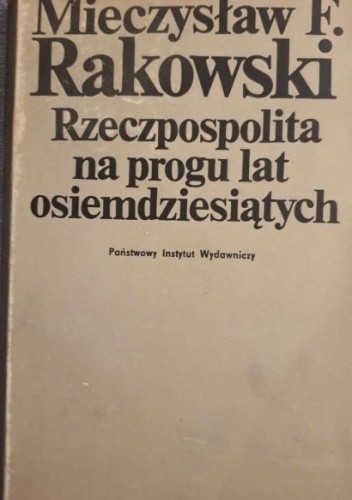 Mieczysław F.
Rakowski
Rzeczpospolita
na progu lat
osiemdziesiątych
Państwowy Instytut Wydawniczy